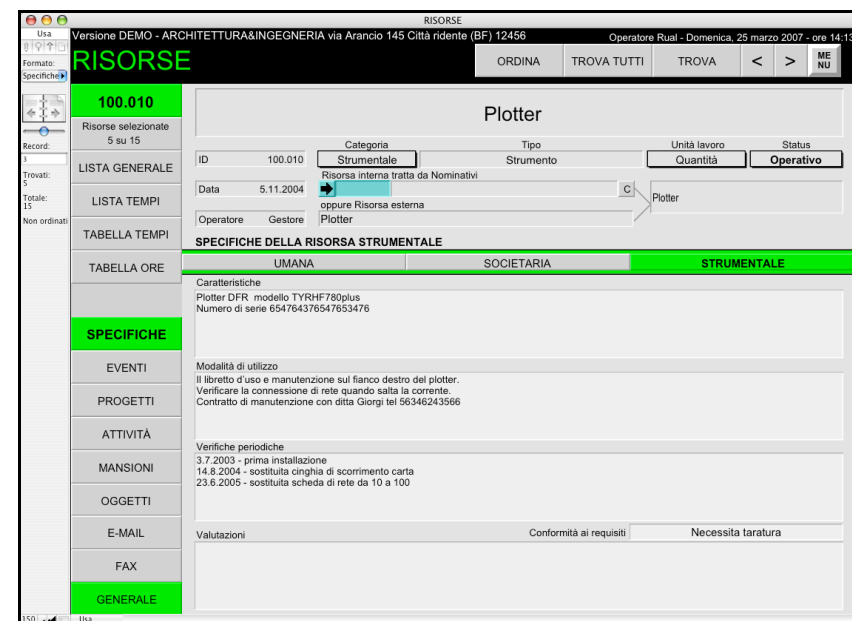 RISORSE
Usa
Versione DEMO - ARCHITETTURA&INGEGNERIA via Arancio 145 Città ridente (BF) 12456
Operatore Rual - Domenica, 25 marzo 2007 - ore 14:13
Formato:
Specifiche
RISORSE
ORDINA
TROVA TUTTI
TROVA
<
>
ME
NU
100.010
Plotter
Risorse selezionate
5 su 15
Record:
3
Trovati:
5
Totale:
15
Non ordinati
LISTA GENERALE
LISTA TEMPI
TABELLA TEMPI
TABELLA ORE
Categoria
Tipo
Unità lavoro
Status
ID 100.010
Strumentale
Strumento
Quantità
Operativo
Risorsa interna tratta da Nominativi
Data 5.11.2004
C
Plotter
oppure Risorsa esterna
Operatore Gestore
Plotter
SPECIFICHE DELLA RISORSA STRUMENTALE
UMANA
SOCIETARIA
STRUMENTALE
Caratteristiche
Plotter DFR modello TYRHF780plus
Numero di serie 654764376547653476
SPECIFICHE
EVENTI
PROGETTI
ATTIVITÀ
MANSIONI
OGGETTI
E-MAIL
FAX
GENERALE
Modalità di utilizzo
Il libretto d'uso e manutenzione sul fianco destro del plotter.
Verificare la connessione di rete quando salta la corrente.
Contratto di manutenzione con ditta Giorgi tel 56346243566
Verifiche periodiche
3.7.2003 - prima installazione
14.8.2004 - sostituita cinghia di scorrimento carta
23.6.2005 - sostituita scheda di rete da 10 a 100
Valutazioni
Conformità ai requisiti
Necessita taratura
150
Usa